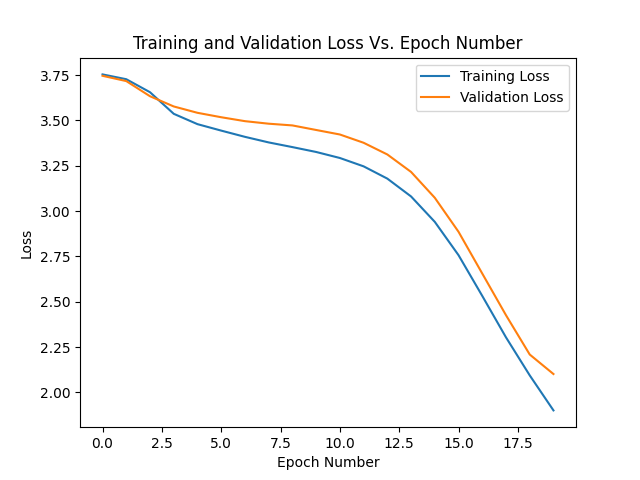 Training and Validation Loss Vs. Epoch Number
Training Loss
Validation Loss
3.75
3.50
3.25
3.00
2.75
2.50
2.25
2.00
Loss
0.0 2.5 5.0 7.5 10.0 12.5 15.0 17.5
Epoch Number